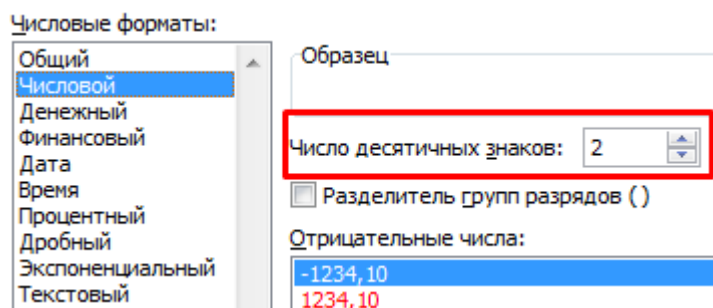 Числовые форматы:
Общий
Числовой
Денежный
Финансовый
Дата
Время
Процентный
Дробный
Экспоненциальный
Текстовый
Образец
Число десятичных знаков: 2
Разделитель групп разрядов ( )
Отрицательные числа:
-1234,10
1234,10